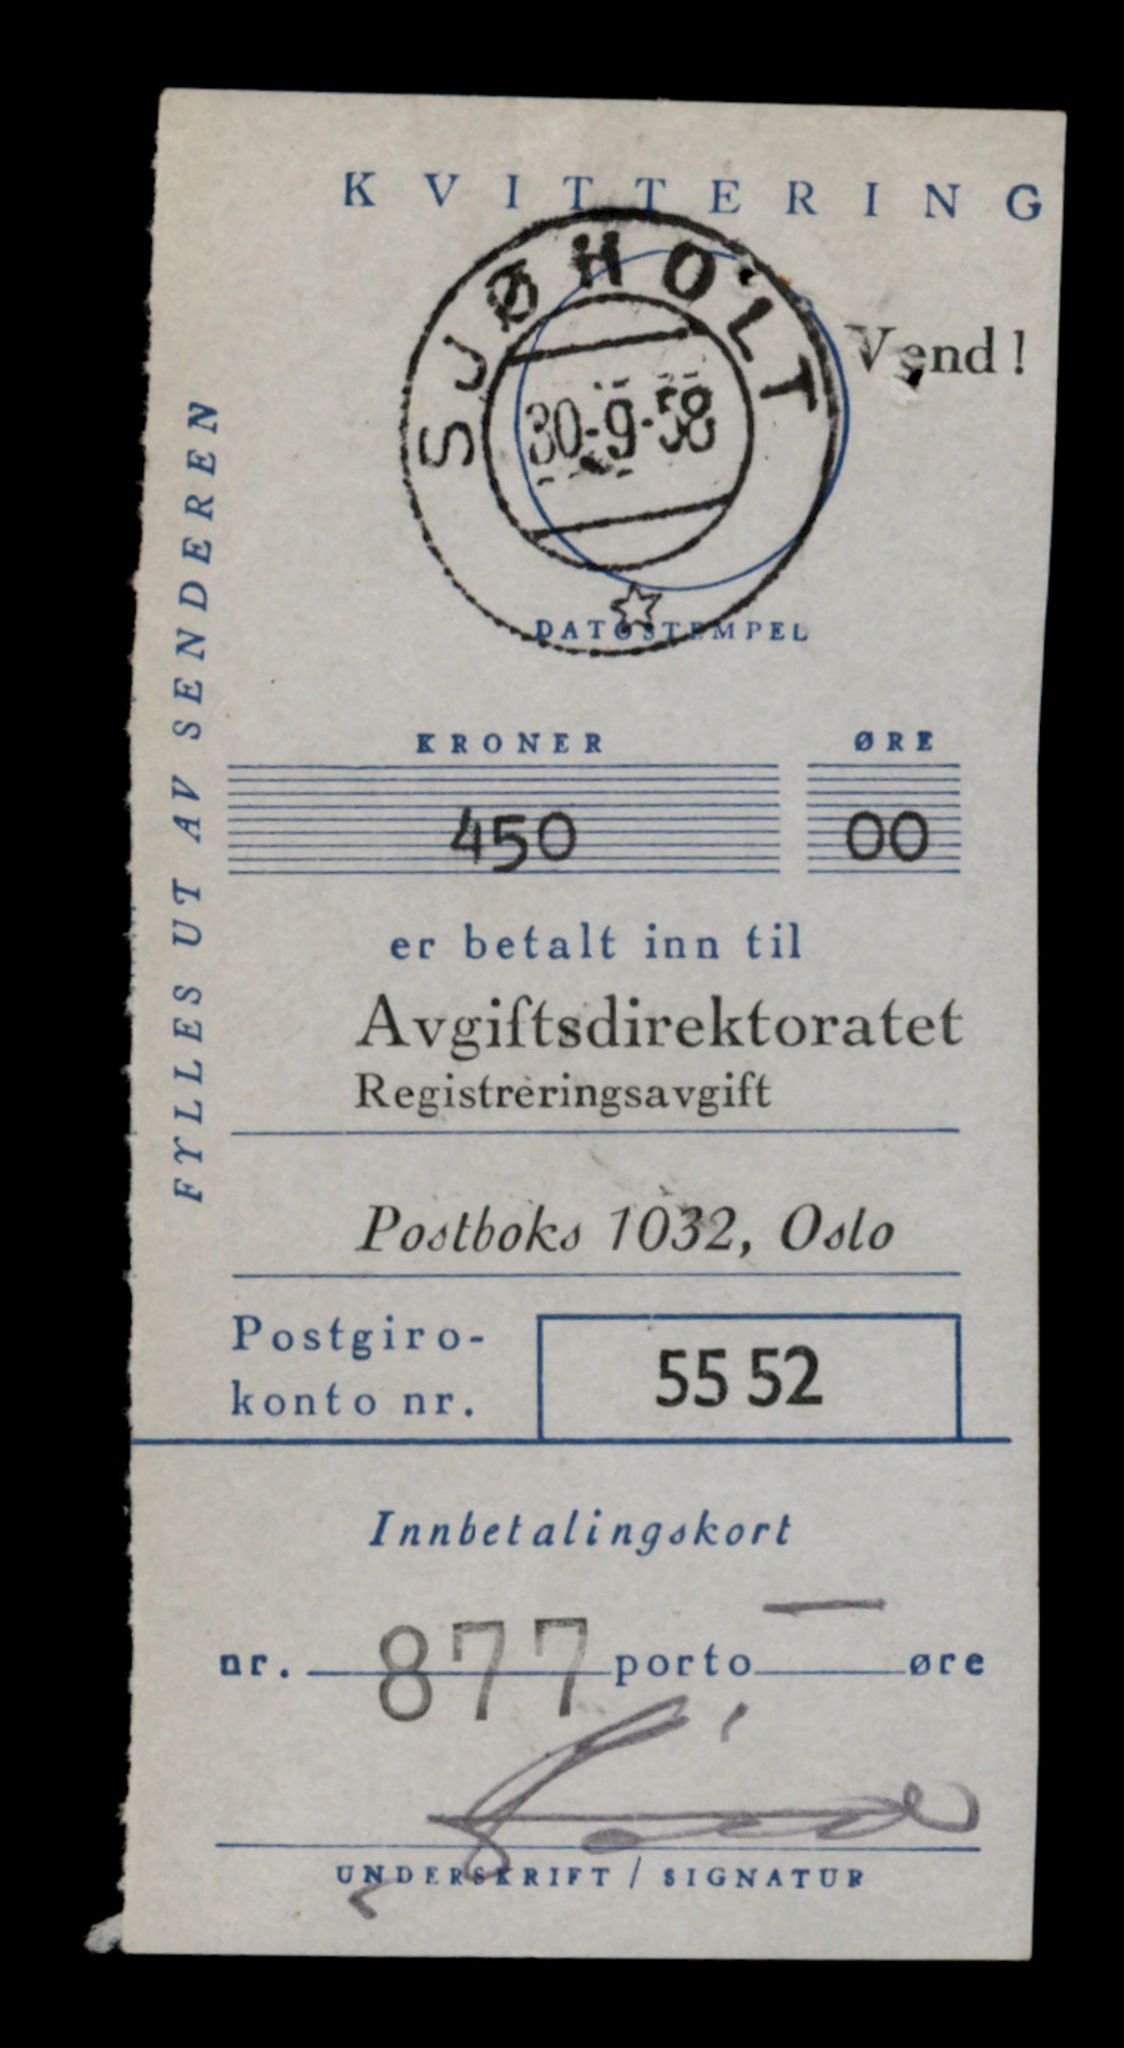 KVITTERING
SJØHOLT
30.-9-58
Vend!
DATOSTEMPEL
FYLLES UT AV SENDEREN
KRONER ØRE
450 00
er betalt inn til
Avgiftsdirektoratet
Registreringsavgift
Postboks 1032, Oslo
Postgiro-
konto nr. 55 52
Innbetalingskort
nr. 877 porto — øre
UNDERSKRIFT / SIGNATUR